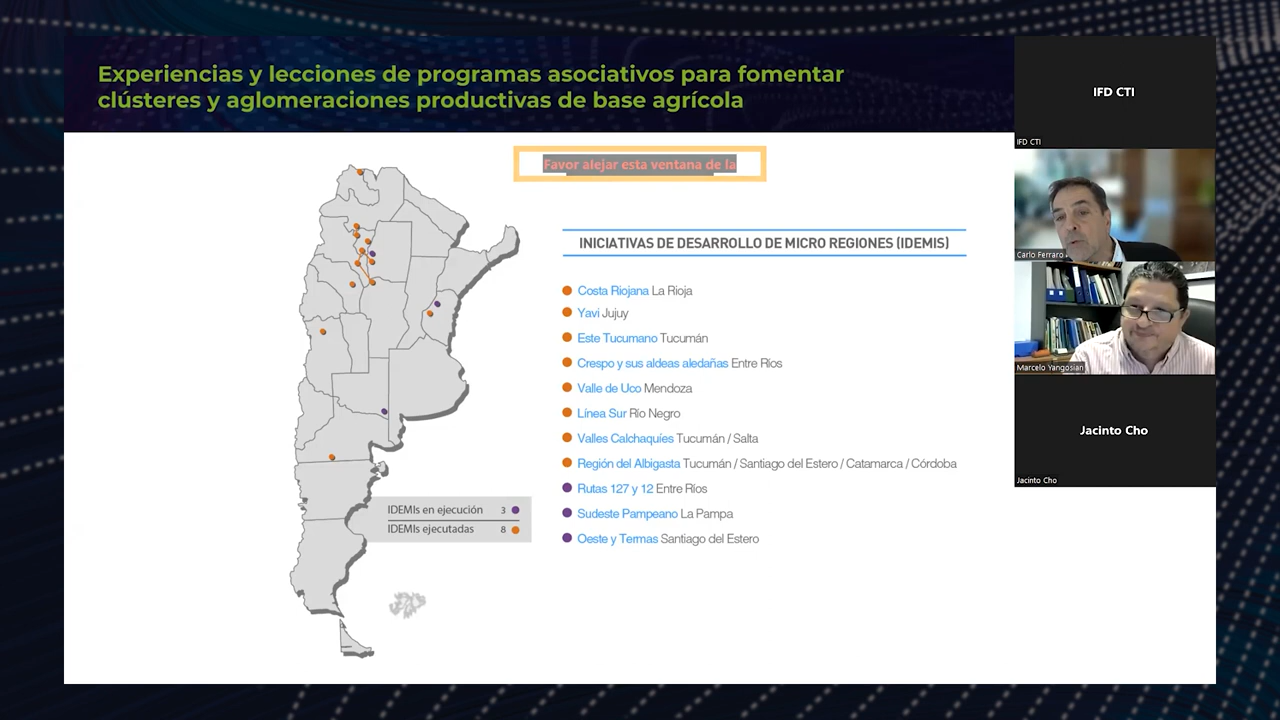 Experiencias y lecciones de programas asociativos para fomentar
clústeres y aglomeraciones productivas de base agrícola
Favor alejar esta ventana de la
INICIATIVAS DE DESARROLLO DE MICRO REGIONES (IDEMIS)
Costa Riojana La Rioja
Yavi Jujuy
Este Tucumano Tucumán
Crespo y sus aldeas aledañas Entre Ríos
Valle de Uco Mendoza
Línea Sur Río Negro
Valles Calchaquíes Tucumán / Salta
Región del Albigasta Tucumán / Santiago del Estero / Catamarca / Córdoba
Rutas 127 y 12 Entre Ríos
Sudeste Pampeano La Pampa
Oeste y Termas Santiago del Estero
IDEMIs en ejecución 3
IDEMIs ejecutadas 8
IFD CTI
IFD CTI
Carlo Ferraro
Marcelo Yangosian
Jacinto Cho
Jacinto Cho